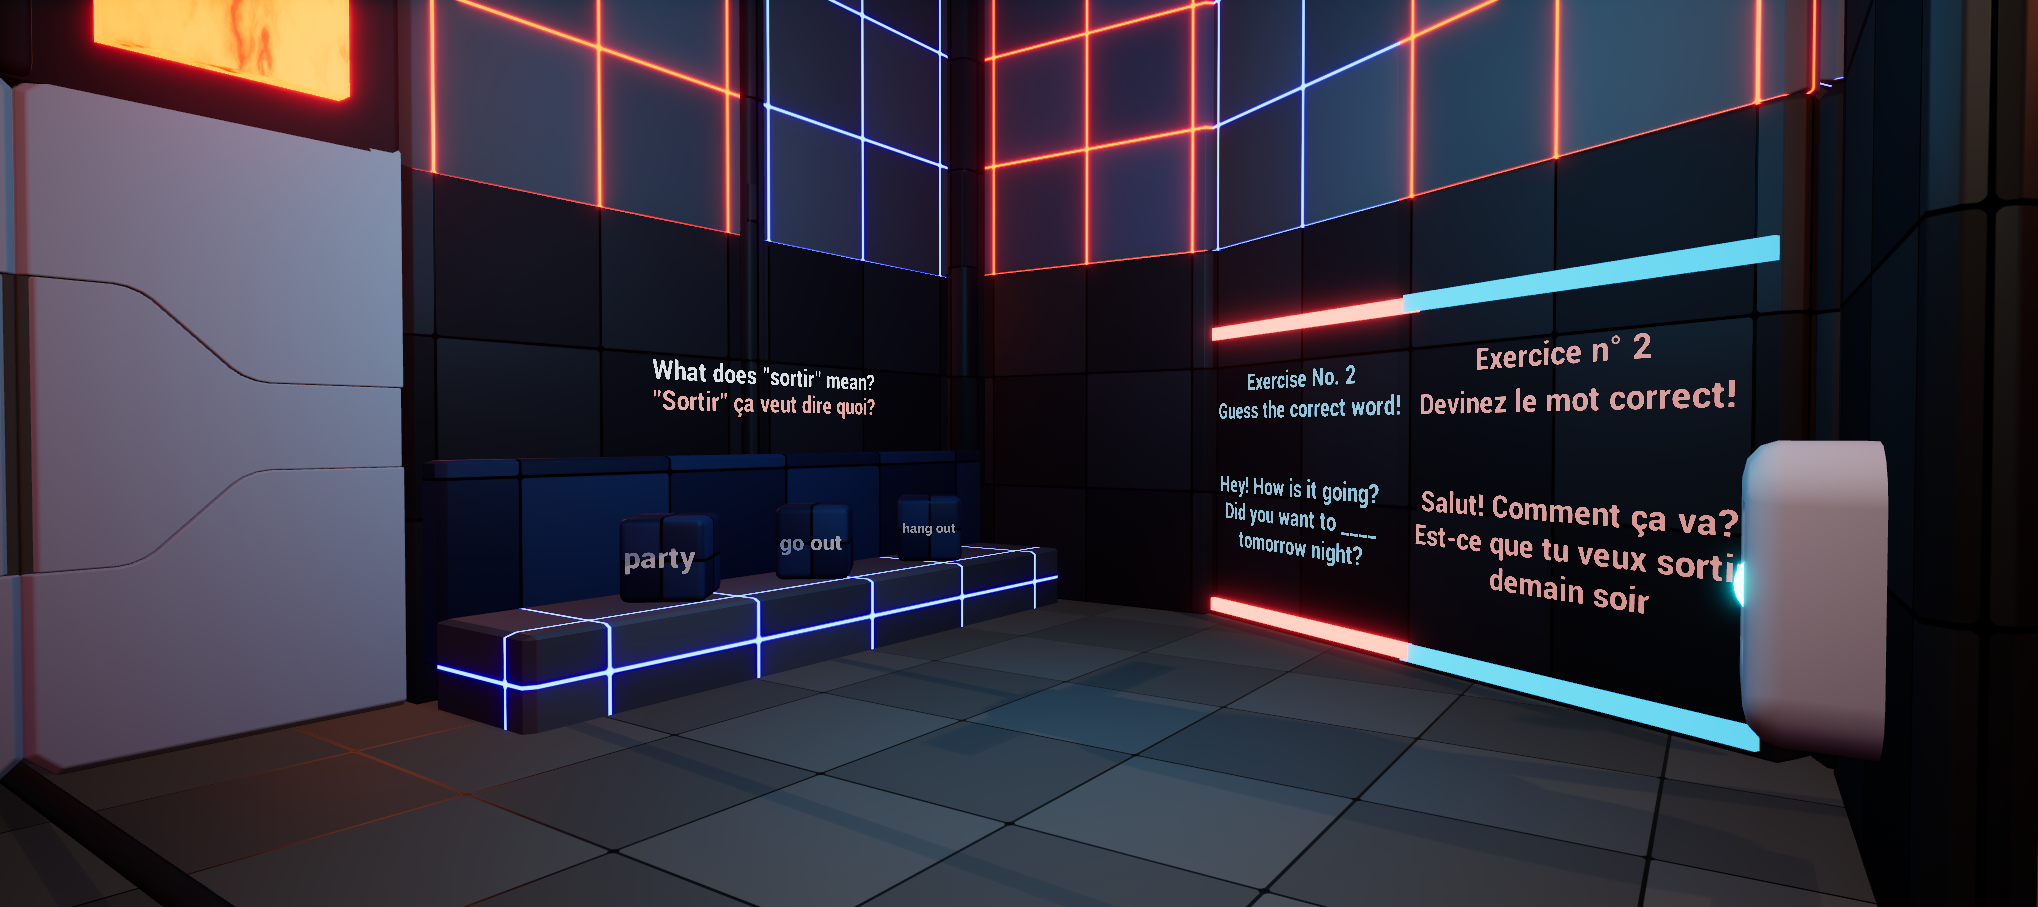 What does "sortir" mean?
"Sortir" ça veut dire quoi?
party
go out
hang out
Exercise No. 2
Guess the correct word!
Hey! How is it going?
Did you want to ____
tomorrow night?
Exercice n° 2
Devinez le mot correct!
Salut! Comment ça va?
Est-ce que tu veux sorti
demain soir